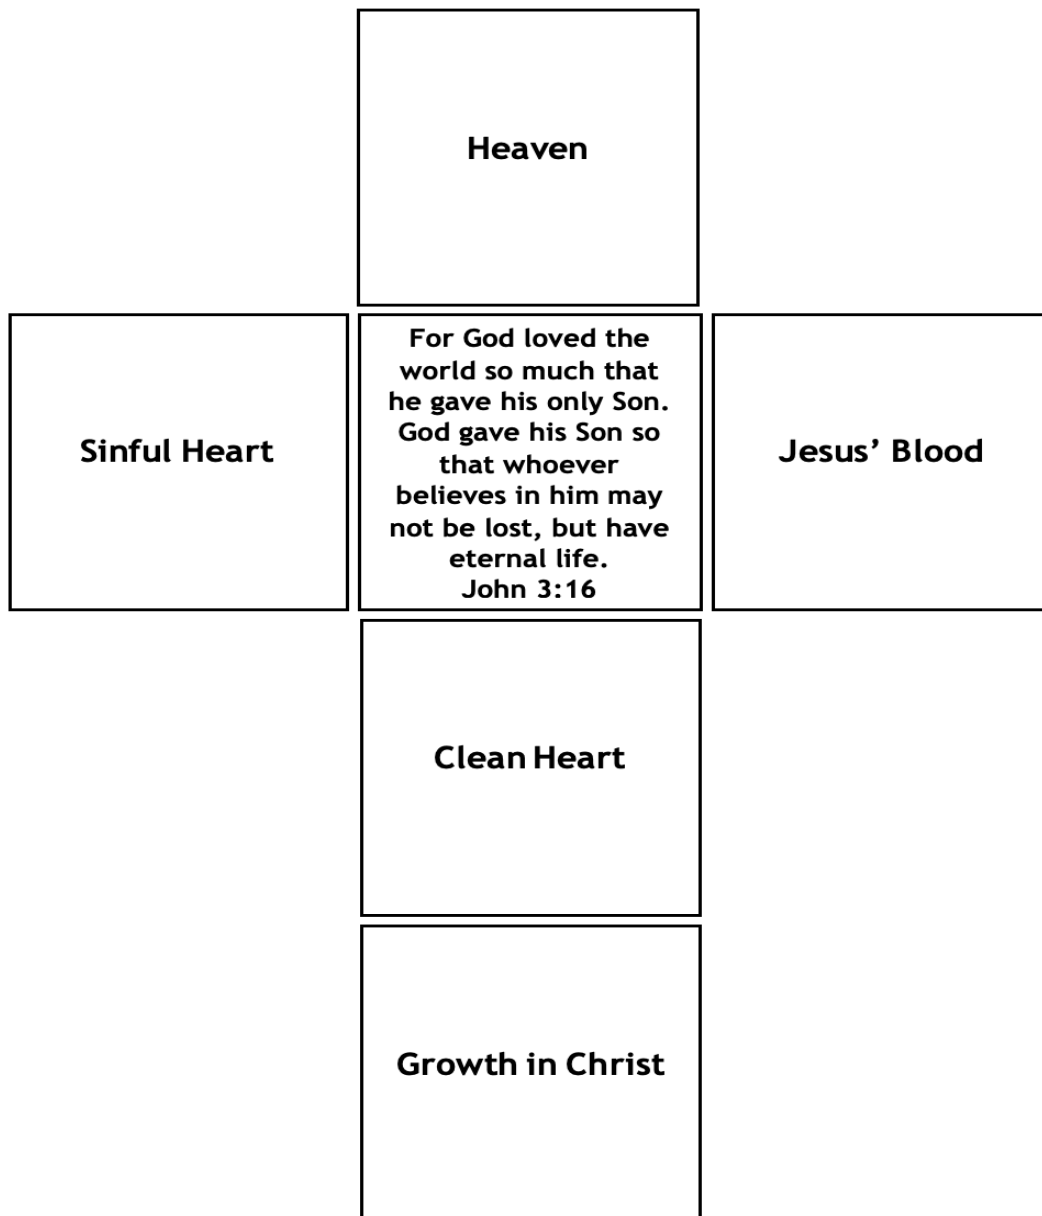 Heaven
Sinful Heart
For God loved the
world so much that
he gave his only Son.
God gave his Son so
that whoever
believes in him may
not be lost, but have
eternal life.
John 3:16
Jesus’ Blood
Clean Heart
Growth in Christ